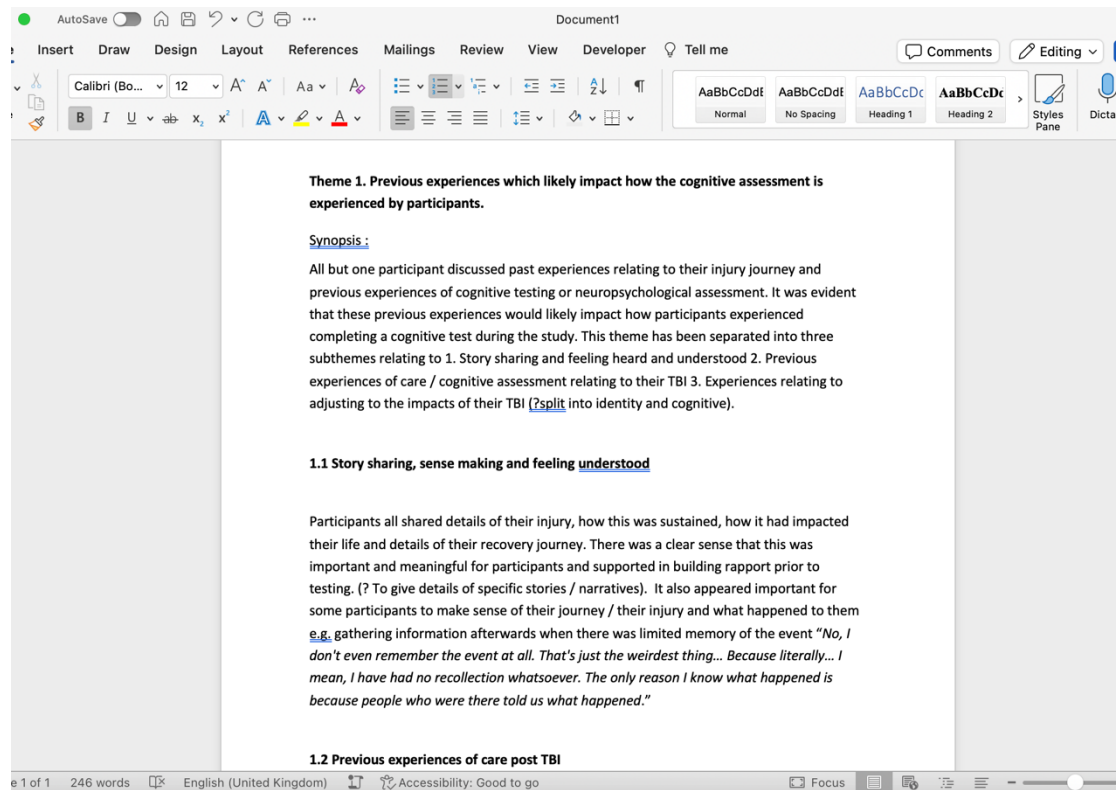 AutoSave ··· Document1
Insert Draw Design Layout References Mailings Review View Developer Tell me Comments Editing
Calibri (Bo... 12 A^ A˅ Aa A
B I U ab x₂ x² A A
AaBbCcDdE AaBbCcDdE AaBbCcDc AaBbCcDc
Normal No Spacing Heading 1 Heading 2 Styles Pane Dicta
Theme 1. Previous experiences which likely impact how the cognitive assessment is
experienced by participants.
Synopsis :
All but one participant discussed past experiences relating to their injury journey and
previous experiences of cognitive testing or neuropsychological assessment. It was evident
that these previous experiences would likely impact how participants experienced
completing a cognitive test during the study. This theme has been separated into three
subthemes relating to 1. Story sharing and feeling heard and understood 2. Previous
experiences of care / cognitive assessment relating to their TBI 3. Experiences relating to
adjusting to the impacts of their TBI (?split into identity and cognitive).
1.1 Story sharing, sense making and feeling understood
Participants all shared details of their injury, how this was sustained, how it had impacted
their life and details of their recovery journey. There was a clear sense that this was
important and meaningful for participants and supported in building rapport prior to
testing. (? To give details of specific stories / narratives).  It also appeared important for
some participants to make sense of their journey / their injury and what happened to them
e.g. gathering information afterwards when there was limited memory of the event “No, I
don't even remember the event at all. That's just the weirdest thing... Because literally... I
mean, I have had no recollection whatsoever. The only reason I know what happened is
because people who were there told us what happened.”
1.2 Previous experiences of care post TBI
e 1 of 1 246 words English (United Kingdom) Accessibility: Good to go Focus